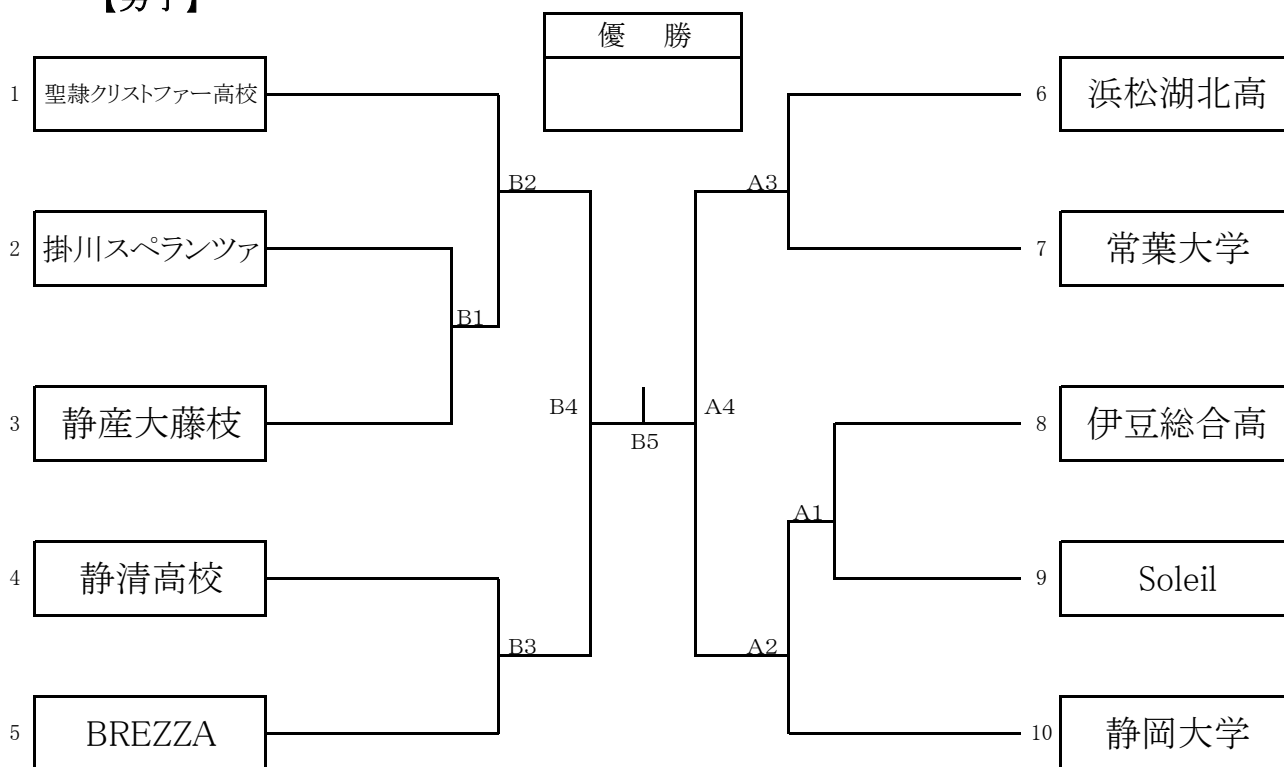 【男子】
優 勝
1 聖隷クリストファー高校
2 掛川スペランツァ
3 静産大藤枝
4 静清高校
5 BREZZA
B2
B1
B4
B3
B5
A3
A4
A1
A2
6 浜松湖北高
7 常葉大学
8 伊豆総合高
9 Soleil
10 静岡大学